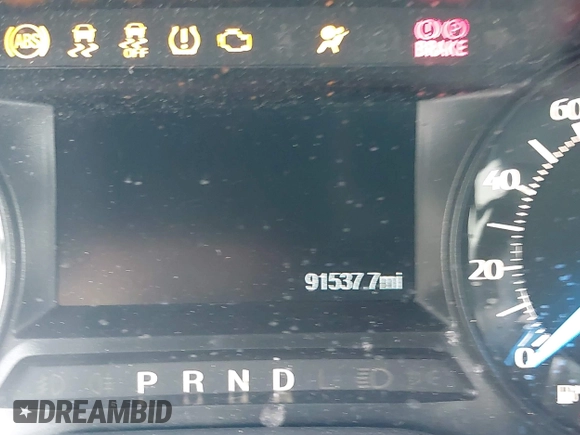 ABS
OFF
BRAKE
60
40
20
0
91537.7mi
P R N D L
DREAMBID